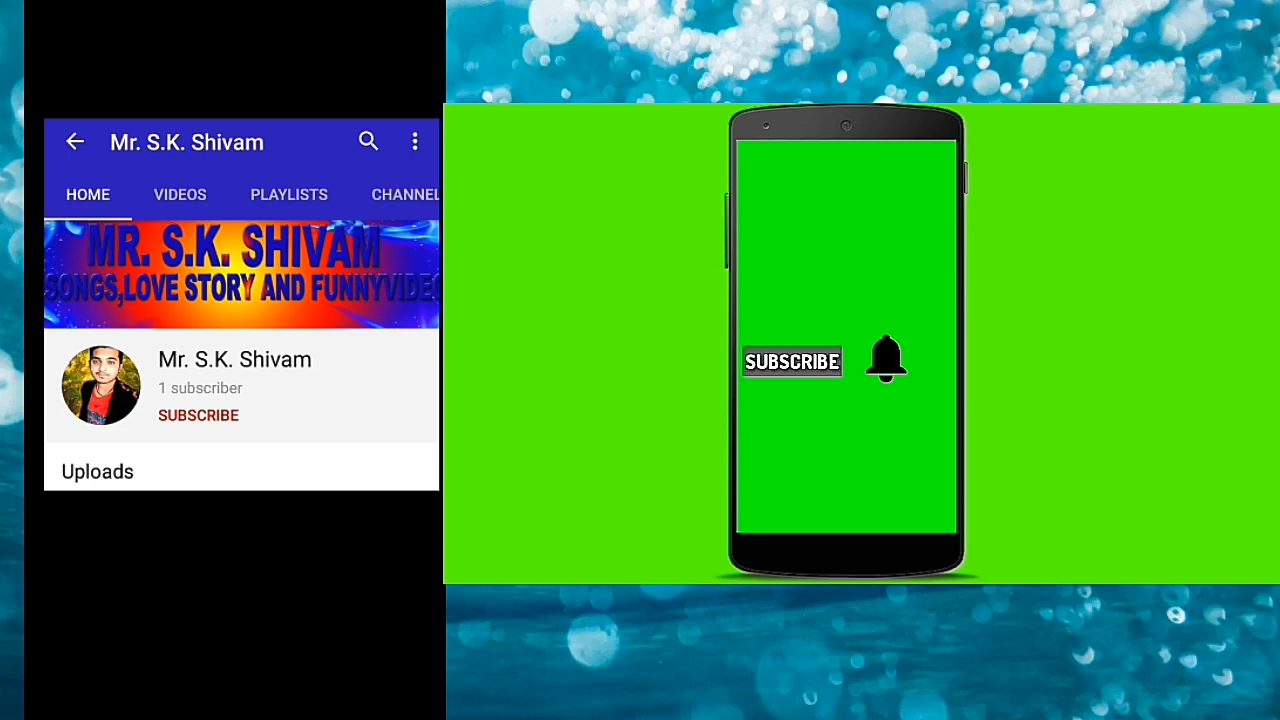 Mr. S.K. Shivam
HOME VIDEOS PLAYLISTS CHANNEL
MR. S.K. SHIVAM
SONGS,LOVE STORY AND FUNNYVIDE
Mr. S.K. Shivam
1 subscriber
SUBSCRIBE
Uploads
SUBSCRIBE